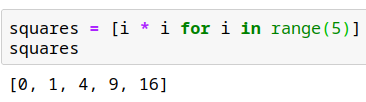 squares = [i * i for i in range(5)]
squares
[0, 1, 4, 9, 16]